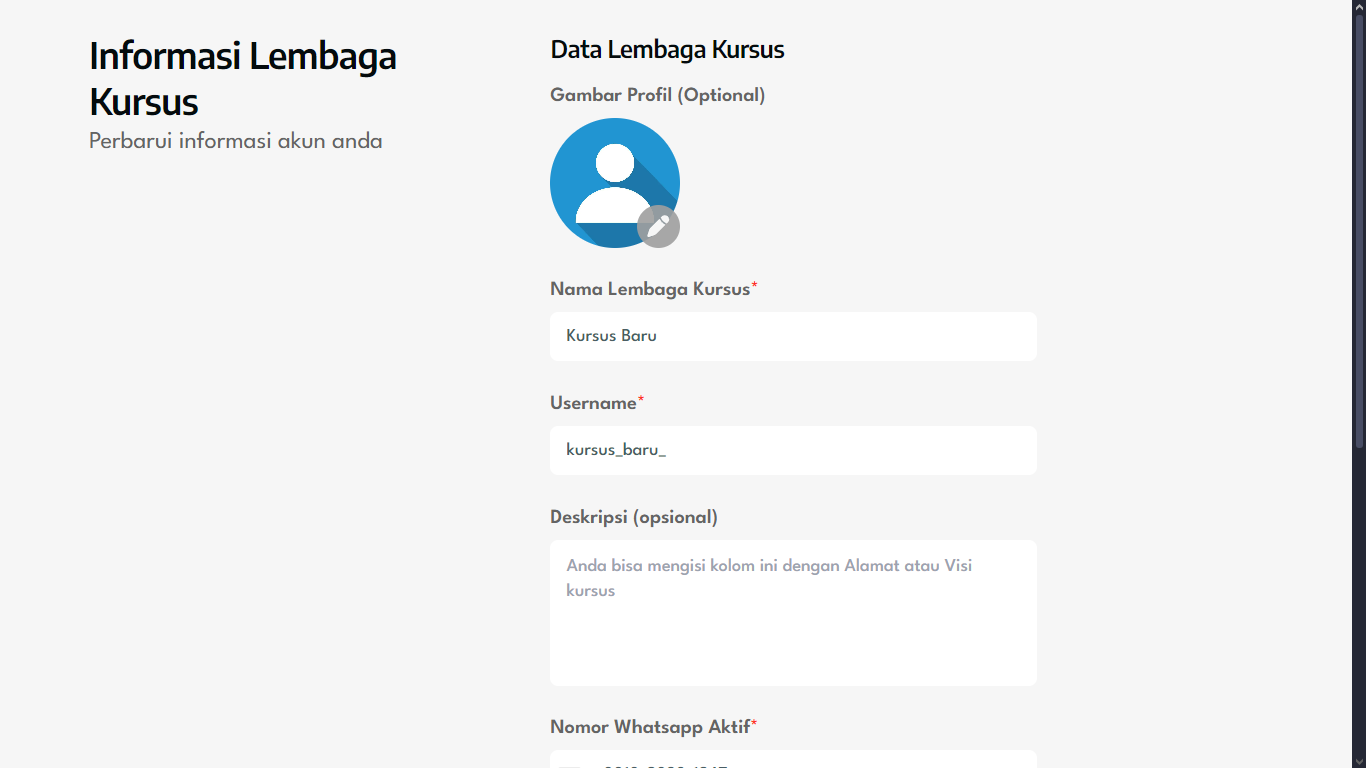 Informasi Lembaga
Kursus
Perbarui informasi akun anda
Data Lembaga Kursus
Gambar Profil (Optional)
Nama Lembaga Kursus*
Kursus Baru
Username*
kursus_baru_
Deskripsi (opsional)
Anda bisa mengisi kolom ini dengan Alamat atau Visi
kursus
Nomor Whatsapp Aktif*